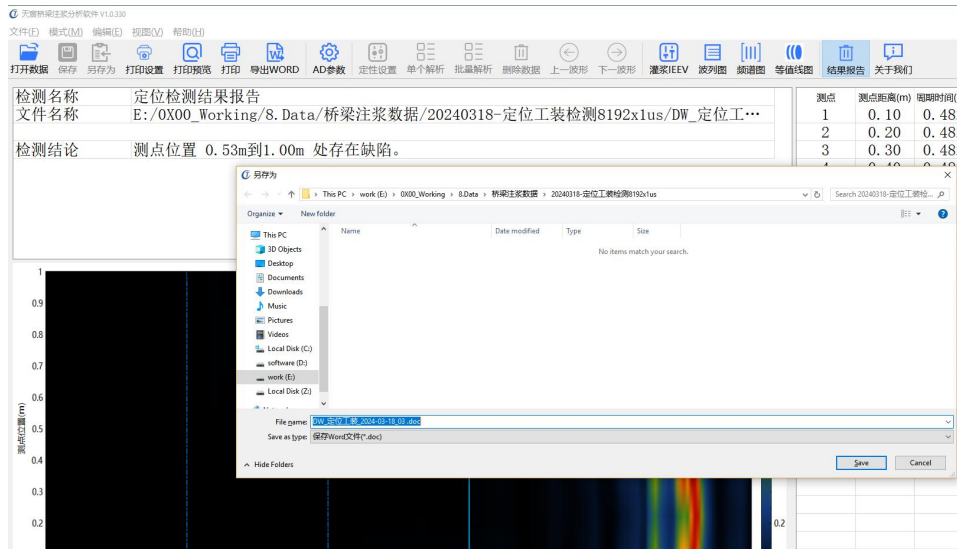 天宸桥梁注浆分析软件 V1.0.330
文件(F) 模式(M) 编辑(E) 视图(V) 帮助(H)
打开数据 保存 另存为 打印设置 打印预览 打印 导出WORD AD参数 定性设置 单个解析 批量解析 删除数据 上一波形 下一波形 灌浆IEEV 波列图 频谱图 等值线图 结果报告 关于我们
检测名称 定位检测结果报告
文件名称 E:/0X00_Working/8.Data/桥梁注浆数据/20240318-定位工装检测8192x1us/DW_定位工…
检测结论 测点位置 0.53m到1.00m 处存在缺陷。
测点 测点距离(m) 周期时间(
1 0.10 0.48
2 0.20 0.48
3 0.30 0.48
另存为
This PC › work (E:) › 0X00_Working › 8.Data › 桥梁注浆数据 › 20240318-定位工装检测8192x1us
Search 20240318-定位工装检...
Organize New folder
Name Date modified Type Size
No items match your search.
This PC
3D Objects
Desktop
Documents
Downloads
Music
Pictures
Videos
Local Disk (C:)
software (D:)
work (E:)
Local Disk (Z:)
File name: DW_定位工装_2024-03-18_03 .doc
Save as type: 保存Word文件(*.doc)
Hide Folders Save Cancel
测点位置(m)
1
0.9
0.8
0.7
0.6
0.5
0.4
0.3
0.2
0.2